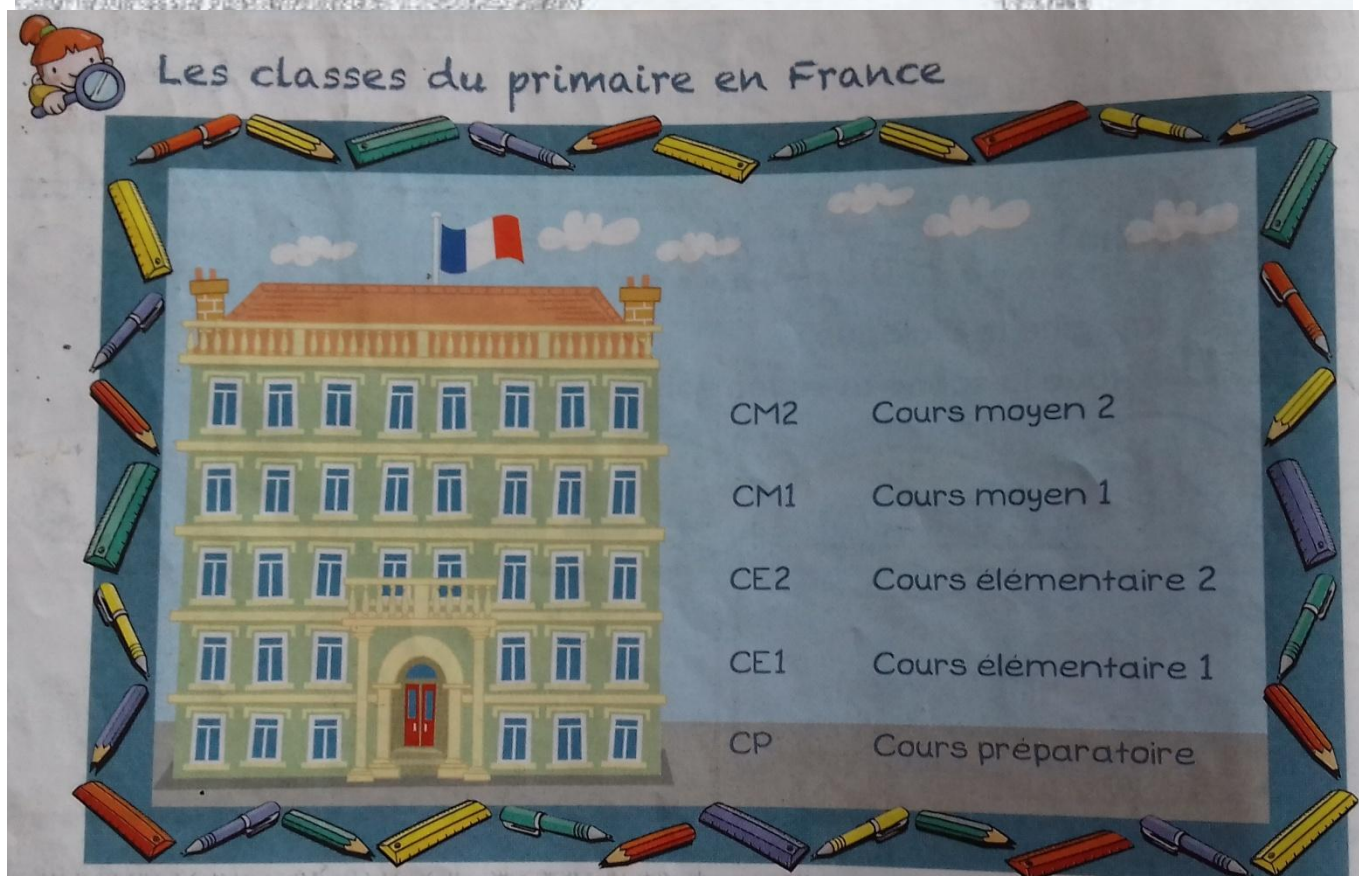 Les classes du primaire en France
CM2 Cours moyen 2
CM1 Cours moyen 1
CE2 Cours élémentaire 2
CE1 Cours élémentaire 1
CP Cours préparatoire